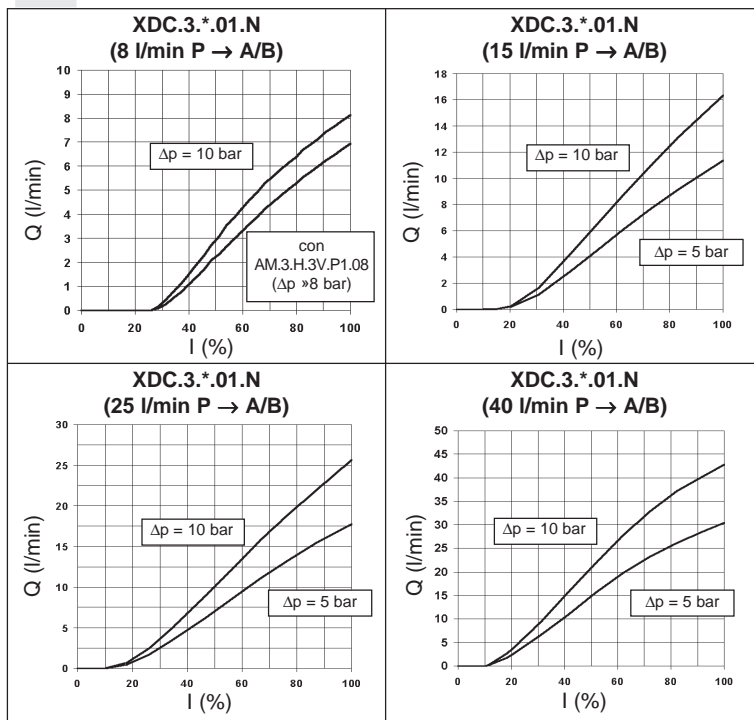 XDC.3.*.01.N
(8 l/min P → A/B)
10
9
8
7
6
5
4
3
2
1
0
Q (l/min)
Δp = 10 bar
con
AM.3.H.3V.P1.08
(Δp »8 bar)
0 20 40 60 80 100
I (%)
XDC.3.*.01.N
(15 l/min P → A/B)
18
16
14
12
10
8
6
4
2
0
Q (l/min)
Δp = 10 bar
Δp = 5 bar
0 20 40 60 80 100
I (%)
XDC.3.*.01.N
(25 l/min P → A/B)
30
25
20
15
10
5
0
Q (l/min)
Δp = 10 bar
Δp = 5 bar
0 20 40 60 80 100
I (%)
XDC.3.*.01.N
(40 l/min P → A/B)
50
45
40
35
30
25
20
15
10
5
0
Q (l/min)
Δp = 10 bar
Δp = 5 bar
0 20 40 60 80 100
I (%)